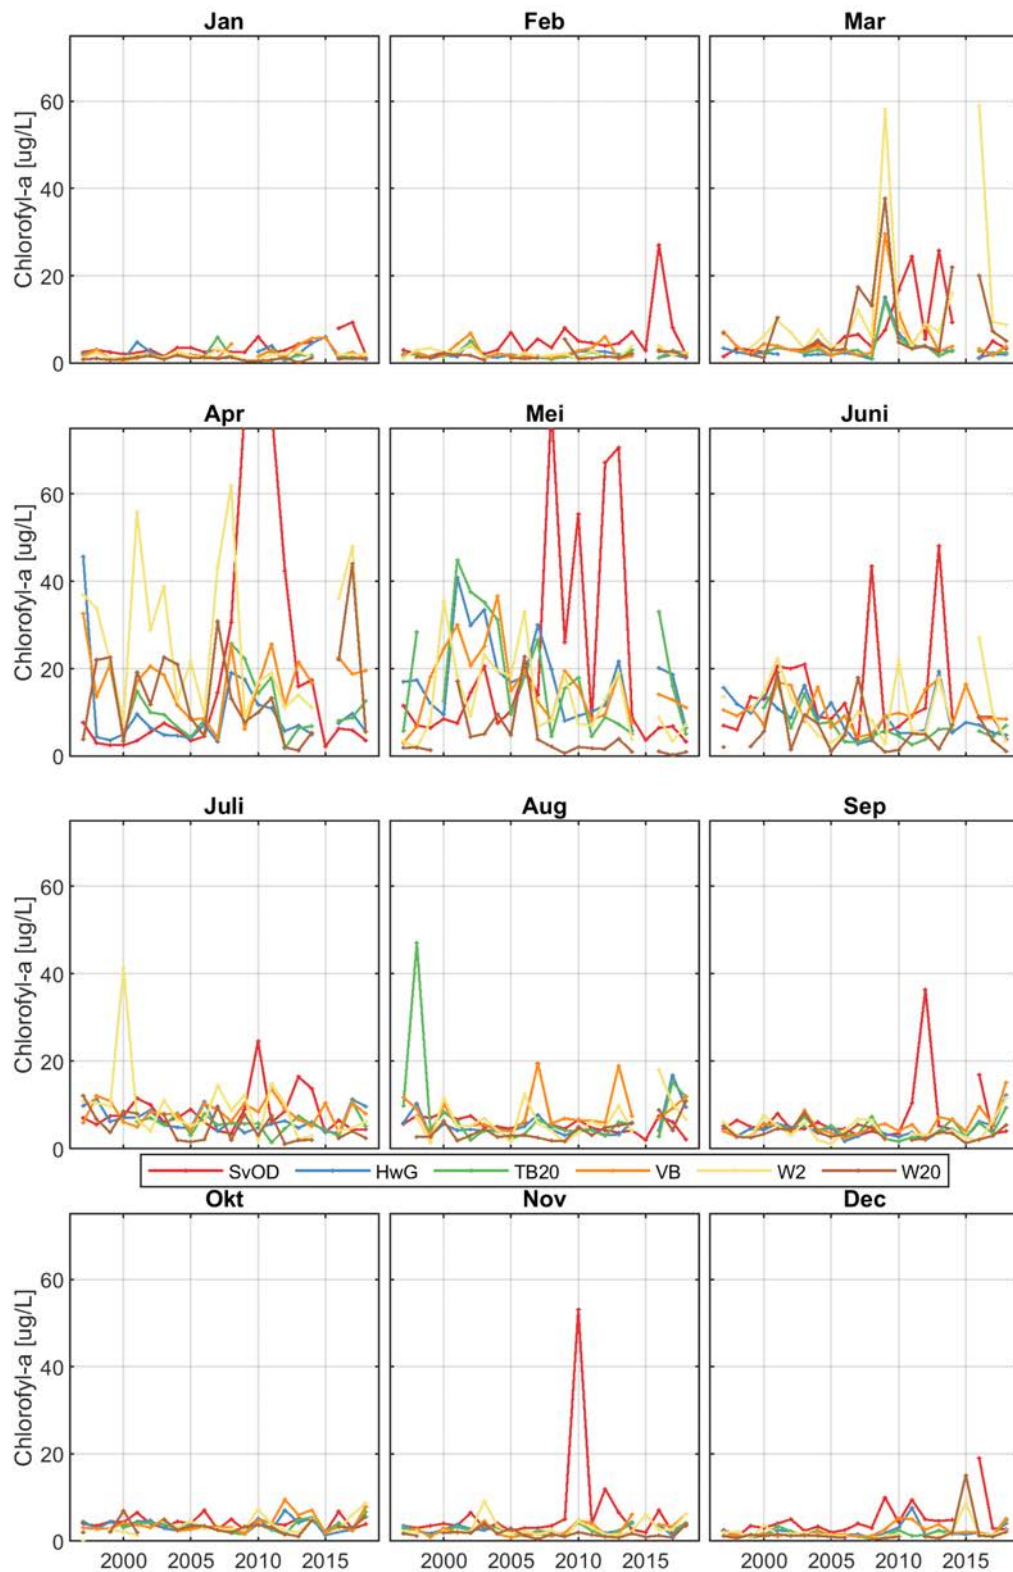 Jan Feb Mar
Chlorofyl-a [ug/L]
60
40
20
0
Apr Mei Juni
Chlorofyl-a [ug/L]
60
40
20
0
Juli Aug Sep
Chlorofyl-a [ug/L]
60
40
20
0
SvOD HwG TB20 VB W2 W20
Okt Nov Dec
Chlorofyl-a [ug/L]
60
40
20
0
2000 2005 2010 2015 2000 2005 2010 2015 2000 2005 2010 2015